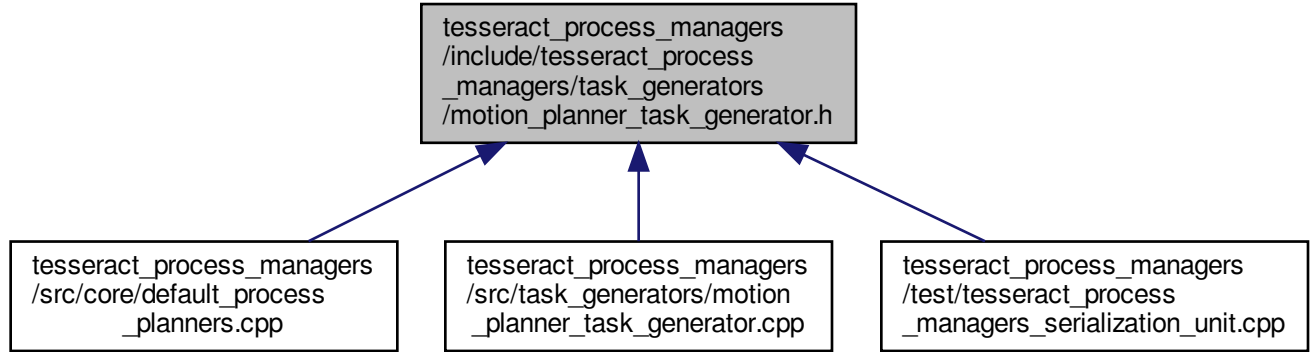 tesseract_process_managers
/include/tesseract_process
_managers/task_generators
/motion_planner_task_generator.h
tesseract_process_managers
/src/core/default_process
_planners.cpp
tesseract_process_managers
/src/task_generators/motion
_planner_task_generator.cpp
tesseract_process_managers
/test/tesseract_process
_managers_serialization_unit.cpp